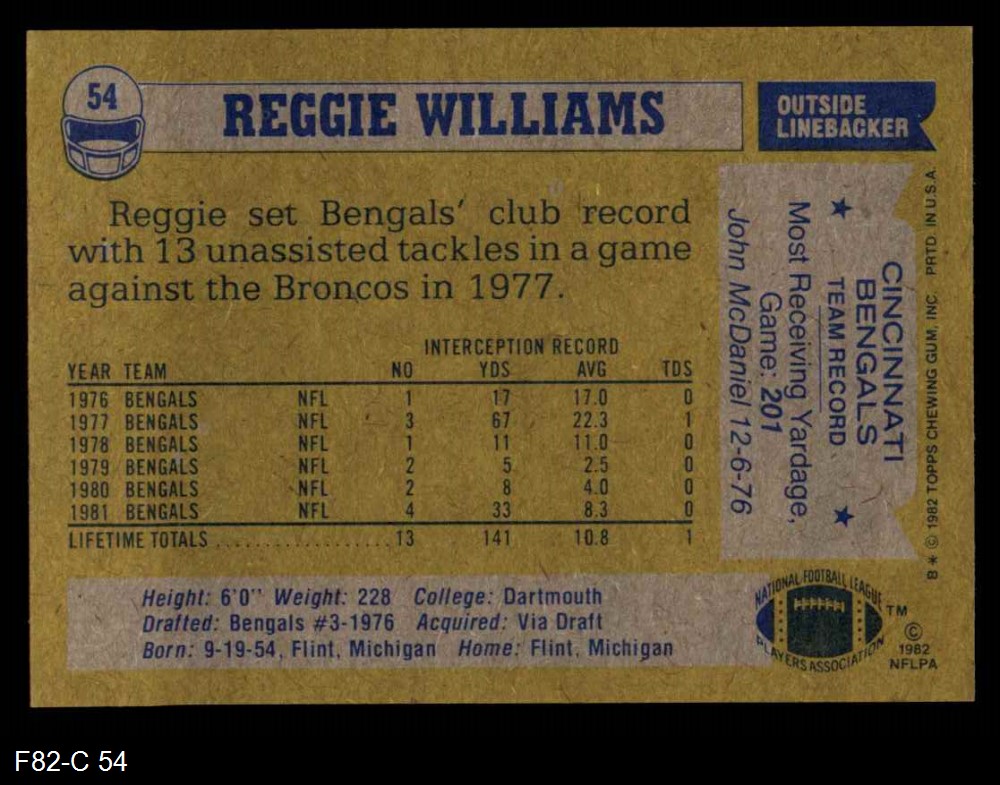 54
REGGIE WILLIAMS
OUTSIDE
LINEBACKER
Reggie set Bengals' club record
with 13 unassisted tackles in a game
against the Broncos in 1977.
INTERCEPTION RECORD
YEAR TEAM NO YDS AVG TDS
1976 BENGALS NFL 1 17 17.0 0
1977 BENGALS NFL 3 67 22.3 1
1978 BENGALS NFL 1 11 11.0 0
1979 BENGALS NFL 2 5 2.5 0
1980 BENGALS NFL 2 8 4.0 0
1981 BENGALS NFL 4 33 8.3 0
LIFETIME TOTALS .................... 13 141 10.8 1
Height: 6'0" Weight: 228 College: Dartmouth
Drafted: Bengals #3-1976 Acquired: Via Draft
Born: 9-19-54, Flint, Michigan Home: Flint, Michigan
CINCINNATI
BENGALS
★ TEAM RECORD ★
Most Receiving Yardage,
Game: 201
John McDaniel 12-6-76
B* © 1982 TOPPS CHEWING GUM, INC. PRTD. IN U.S.A.
NATIONAL FOOTBALL LEAGUE
PLAYERS ASSOCIATION
TM
©
1982
NFLPA
F82-C 54